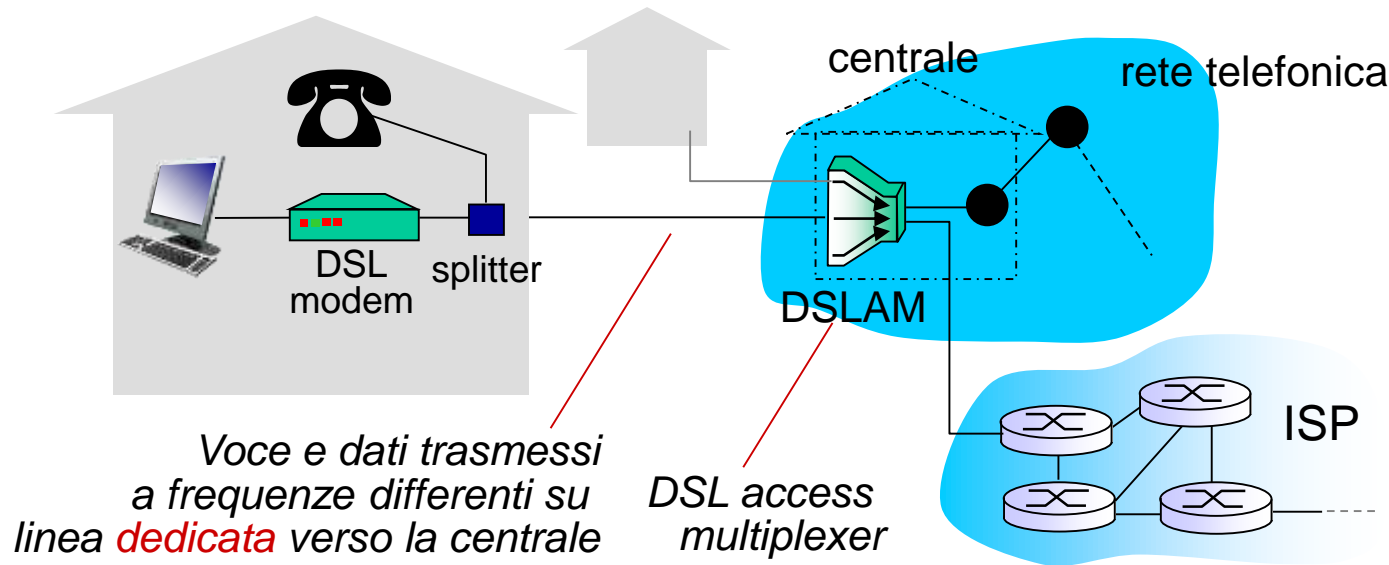 centrale
rete telefonica
DSL
modem
splitter
DSLAM
ISP
Voce e dati trasmessi
a frequenze differenti su
linea dedicata verso la centrale
DSL access
multiplexer